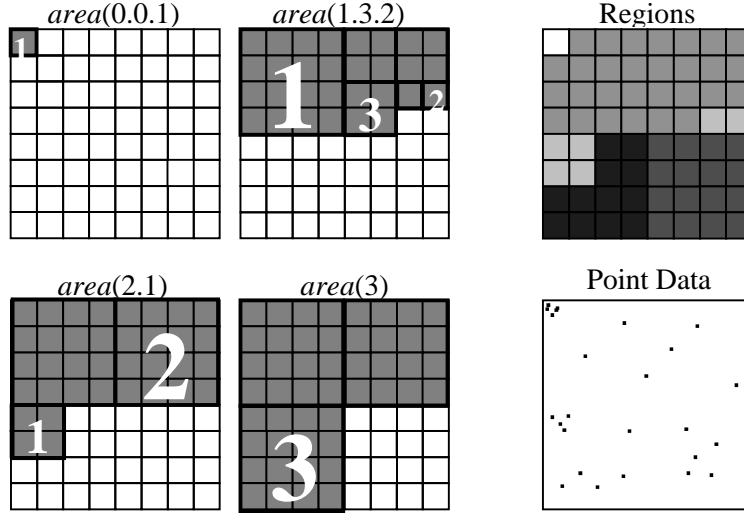 area(0.0.1)
1
area(1.3.2)
1
3
2
Regions
area(2.1)
2
1
area(3)
3
Point Data